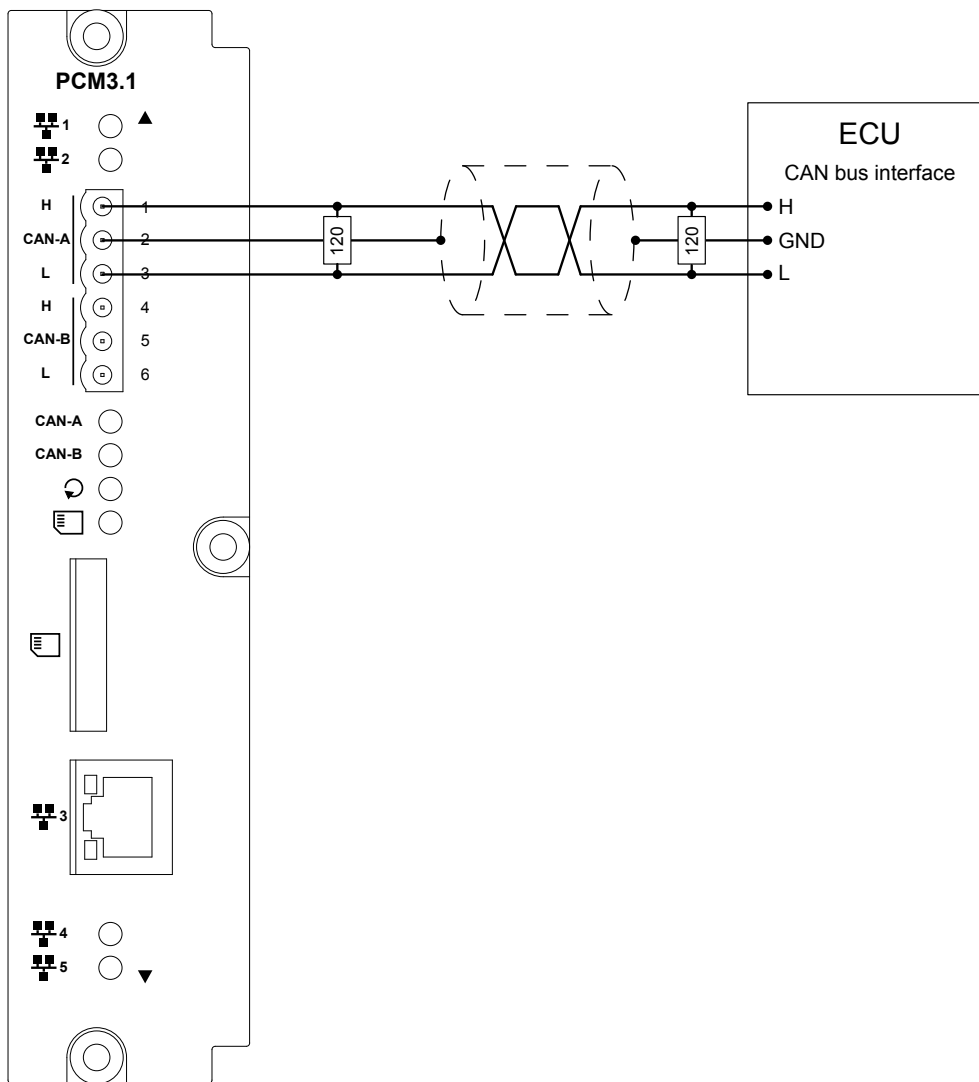 PCM3.1
1
2
H 1
CAN-A 2
L 3
H 4
CAN-B 5
L 6
CAN-A
CAN-B
3
4
5
120
120
ECU
CAN bus interface
H
GND
L